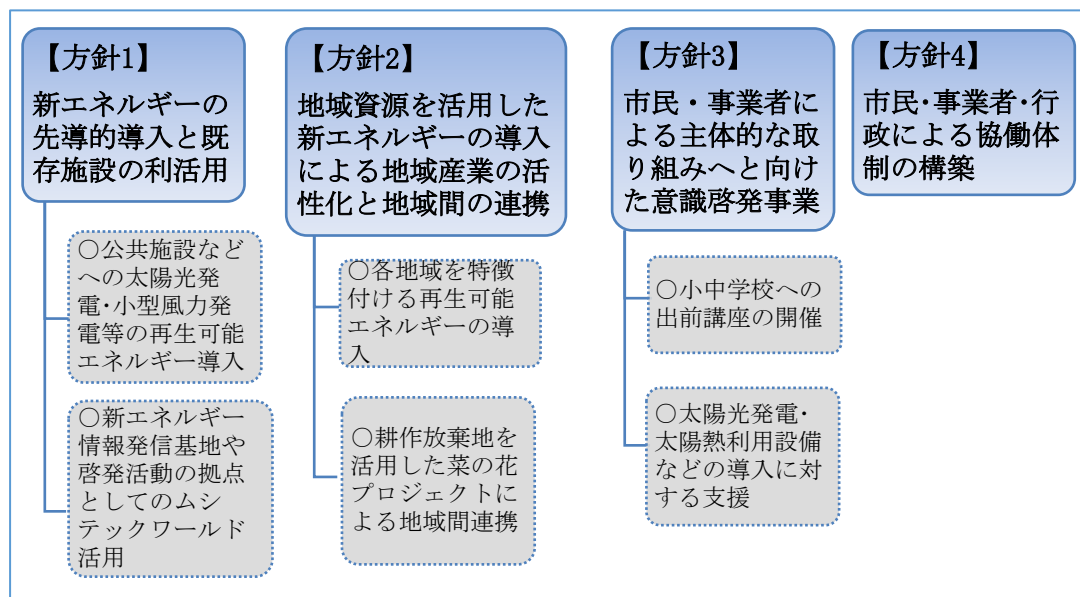 【方針1】
新エネルギーの
先導的導入と既
存施設の利活用
○公共施設など
への太陽光発
電・小型風力発
電等の再生可能
エネルギー導入
○新エネルギー
情報発信基地や
啓発活動の拠点
としてのムシ
テックワールド
活用
【方針2】
地域資源を活用した
新エネルギーの導入
による地域産業の活
性化と地域間の連携
○各地域を特徴
付ける再生可能
エネルギーの導
入
○耕作放棄地を
活用した菜の花
プロジェクトに
よる地域間連携
【方針3】
市民・事業者に
よる主体的な取
り組みへと向け
た意識啓発事業
○小中学校への
出前講座の開催
○太陽光発電・
太陽熱利用設備
などの導入に対
する支援
【方針4】
市民・事業者・行
政による協働体
制の構築